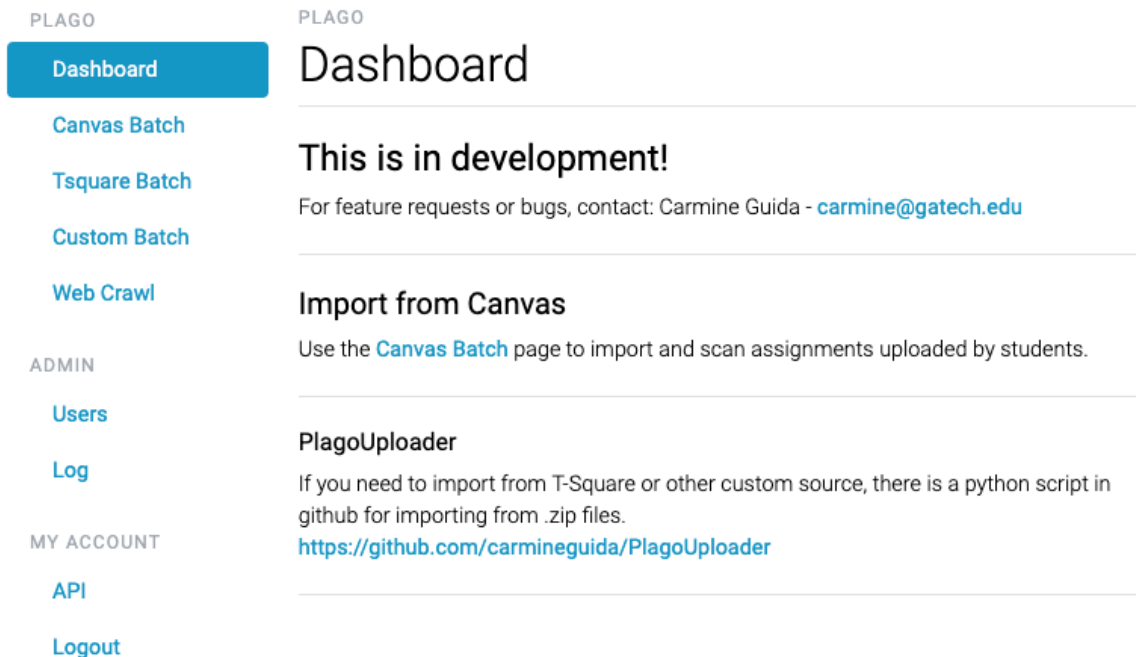 PLAGO
Dashboard
Canvas Batch
Tsquare Batch
Custom Batch
Web Crawl
ADMIN
Users
Log
MY ACCOUNT
API
Logout
PLAGO
Dashboard
This is in development!
For feature requests or bugs, contact: Carmine Guida - carmine@gatech.edu
Import from Canvas
Use the Canvas Batch page to import and scan assignments uploaded by students.
PlagoUploader
If you need to import from T-Square or other custom source, there is a python script in
github for importing from .zip files.
https://github.com/carmineguida/PlagoUploader